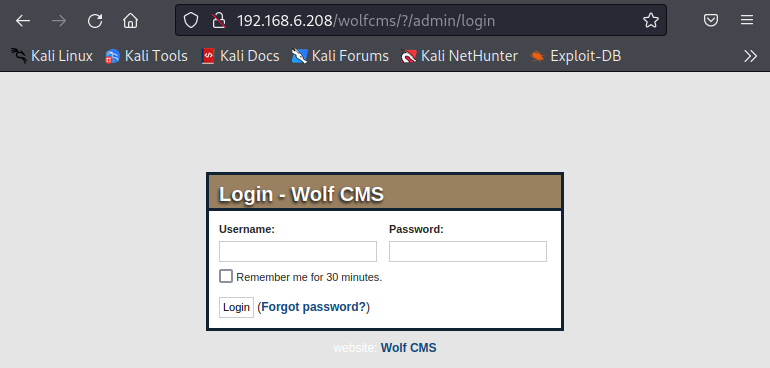 192.168.6.208/wolfcms/?/admin/login
Kali Linux Kali Tools Kali Docs Kali Forums Kali NetHunter Exploit-DB
Login - Wolf CMS
Username: Password:
Remember me for 30 minutes.
Login (Forgot password?)
website: Wolf CMS